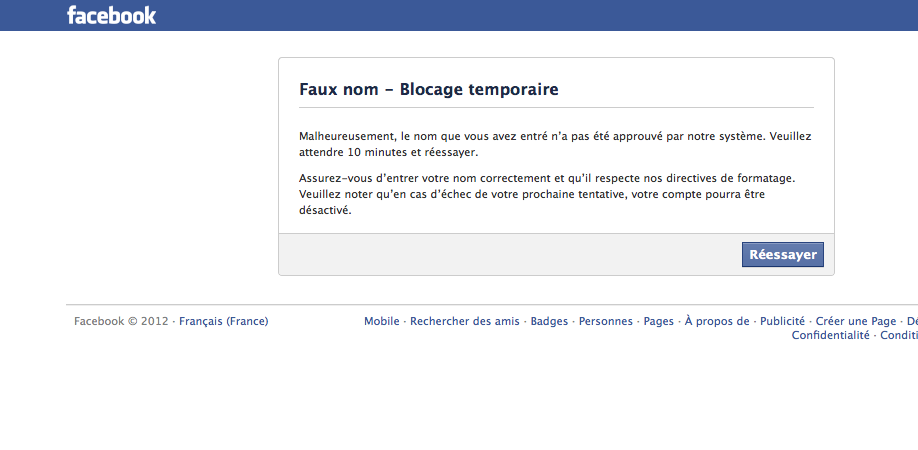 facebook
Faux nom – Blocage temporaire
Malheureusement, le nom que vous avez entré n’a pas été approuvé par notre système. Veuillez
attendre 10 minutes et réessayer.
Assurez-vous d’entrer votre nom correctement et qu’il respecte nos directives de formatage.
Veuillez noter qu’en cas d’échec de votre prochaine tentative, votre compte pourra être
désactivé.
Réessayer
Facebook © 2012 · Français (France)
Mobile · Rechercher des amis · Badges · Personnes · Pages · À propos de · Publicité · Créer une Page · Dé
Confidentialité · Conditi